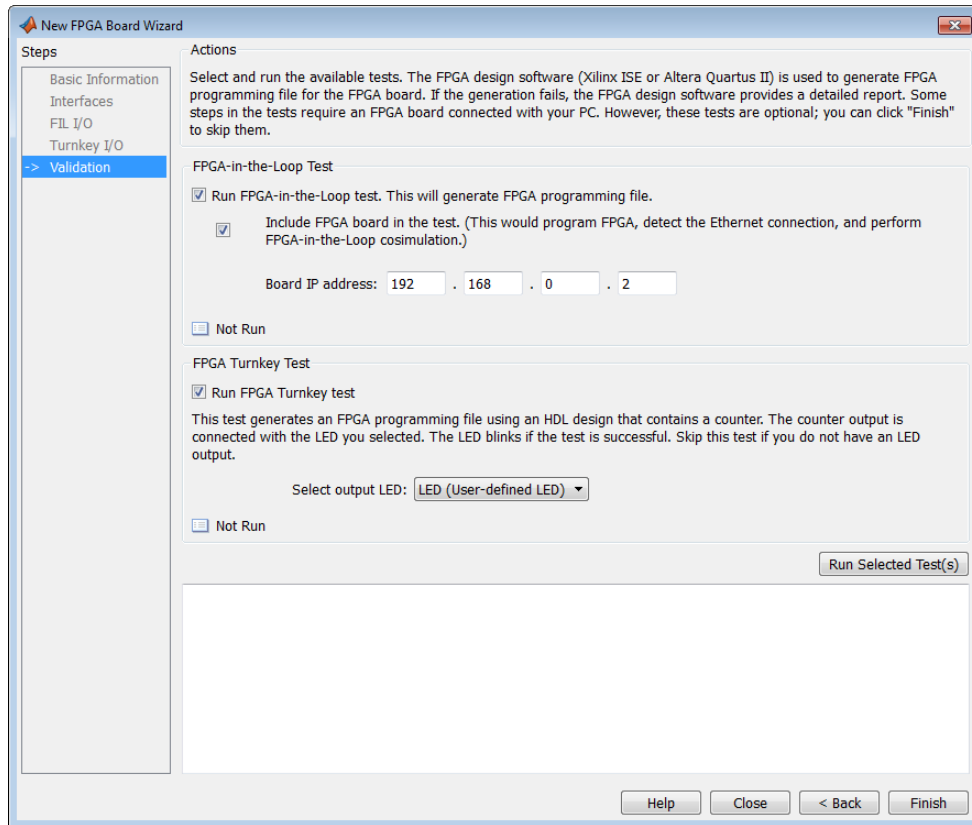 New FPGA Board Wizard
Steps
Basic Information
Interfaces
FIL I/O
Turnkey I/O
-> Validation
Actions
Select and run the available tests. The FPGA design software (Xilinx ISE or Altera Quartus II) is used to generate FPGA
programming file for the FPGA board. If the generation fails, the FPGA design software provides a detailed report. Some
steps in the tests require an FPGA board connected with your PC. However, these tests are optional; you can click "Finish"
to skip them.
FPGA-in-the-Loop Test
Run FPGA-in-the-Loop test. This will generate FPGA programming file.
Include FPGA board in the test. (This would program FPGA, detect the Ethernet connection, and perform
FPGA-in-the-Loop cosimulation.)
Board IP address: 192 . 168 . 0 . 2
Not Run
FPGA Turnkey Test
Run FPGA Turnkey test
This test generates an FPGA programming file using an HDL design that contains a counter. The counter output is
connected with the LED you selected. The LED blinks if the test is successful. Skip this test if you do not have an LED
output.
Select output LED: LED (User-defined LED)
Not Run
Run Selected Test(s)
Help Close < Back Finish